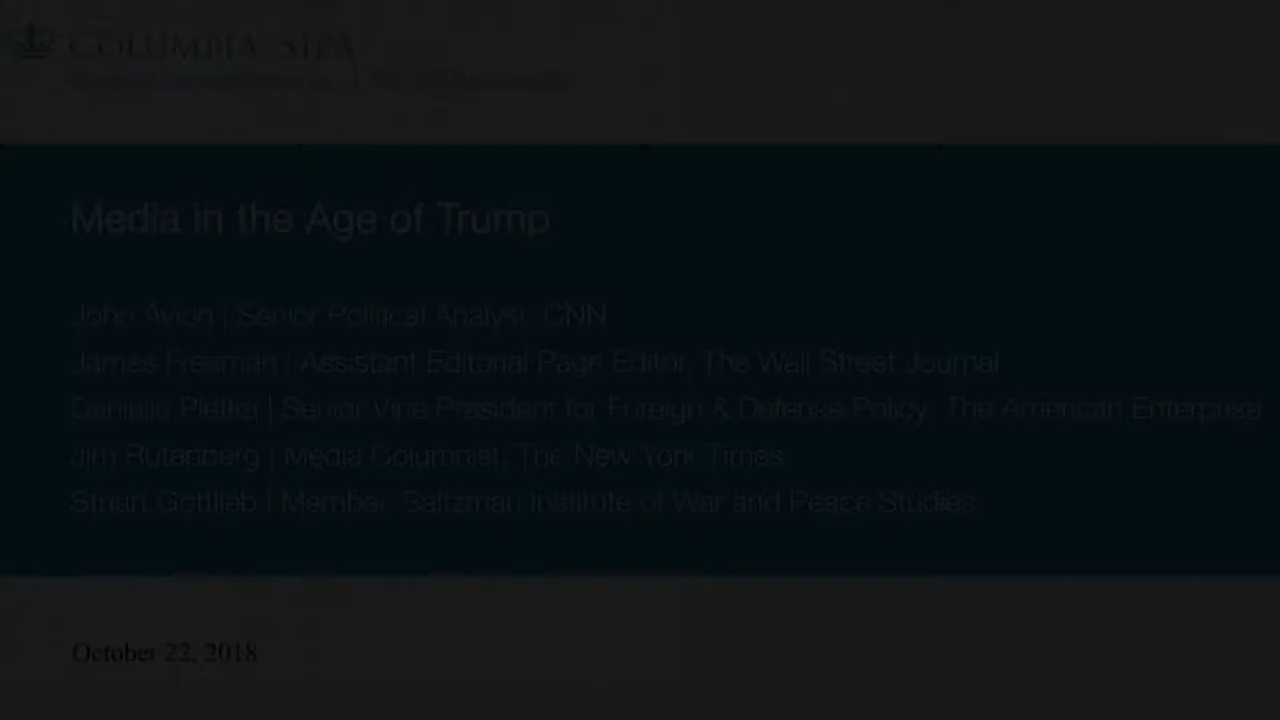 COLUMBIA SIPA
Media in the Age of Trump
John Avlon | Senior Political Analyst, CNN
James Freeman | Assistant Editorial Page Editor, The Wall Street Journal
Danielle Pletka | Senior Vice President for Foreign & Defense Policy, The American Enterprise
Jim Rutenberg | Media Columnist, The New York Times
Stuart Gottlieb | Member, Saltzman Institute of War and Peace Studies
October 22, 2018